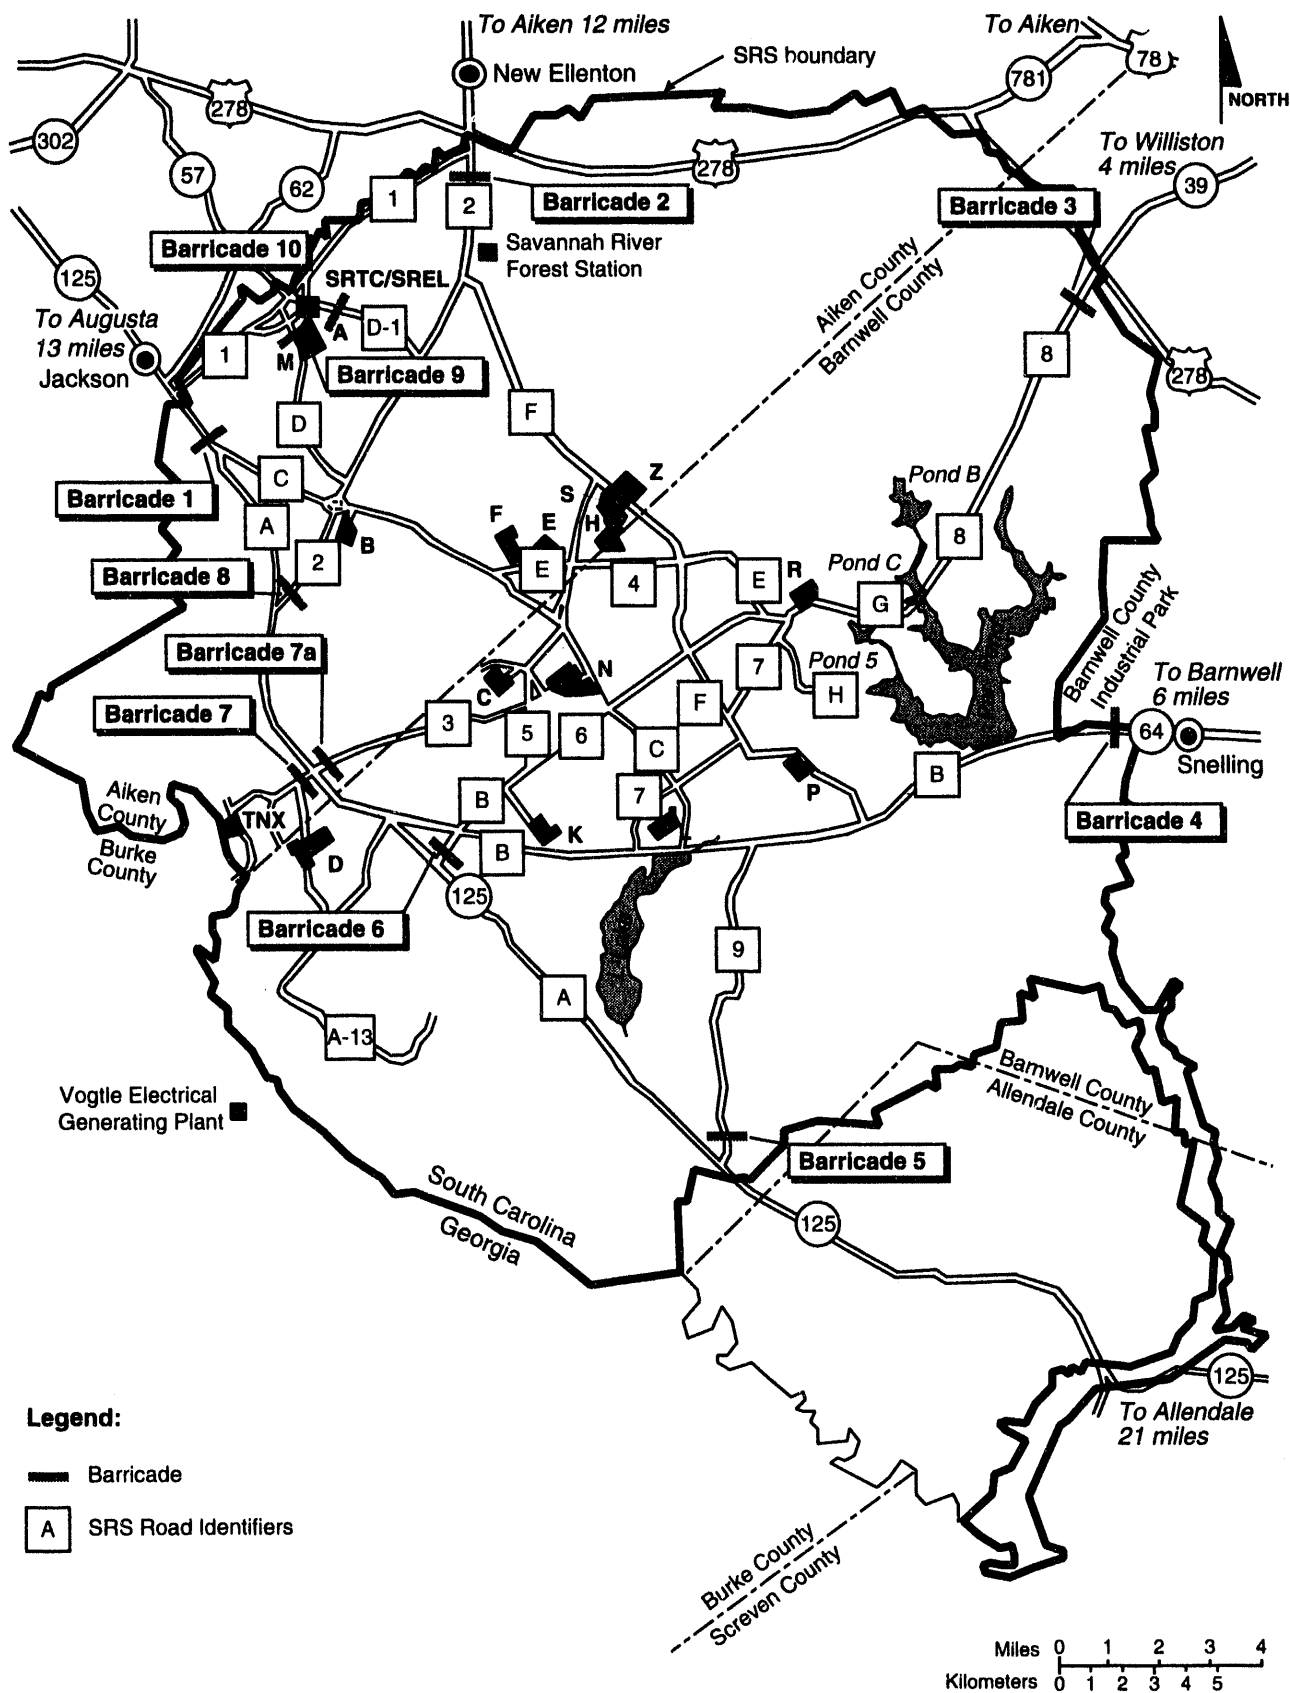 To Aiken 12 miles
To Aiken
SRS boundary
78
New Ellenton
781
NORTH
278
302
To Williston
4 miles
278
57
62
39
1
2
Barricade 2
Barricade 3
Barricade 10
Savannah River
Forest Station
125
SRTC/SREL
Aiken County
Barnwell County
To Augusta
13 miles
Jackson
A
D-1
M
1
8
278
Barricade 9
F
D
Z
C
Pond B
Barricade 1
S
A
F
E
H
B
8
2
E
4
E
R
Pond C
Barricade 8
G
Barnwell County
Industrial Park
Barricade 7a
N
7
Pond 5
To Barnwell
6 miles
C
H
F
Barricade 7
3
5
6
C
64
Snelling
B
Aiken
County
B
7
P
TNX
Barricade 4
K
L
Burke
County
D
B
125
Barricade 6
9
A
A-13
Barnwell County
Allendale County
Vogtle Electrical
Generating Plant
Barricade 5
South Carolina
Georgia
125
125
Legend:
To Allendale
21 miles
Barricade
A
SRS Road Identifiers
Burke County
Screven County
Miles 0 1 2 3 4
Kilometers 0 1 2 3 4 5